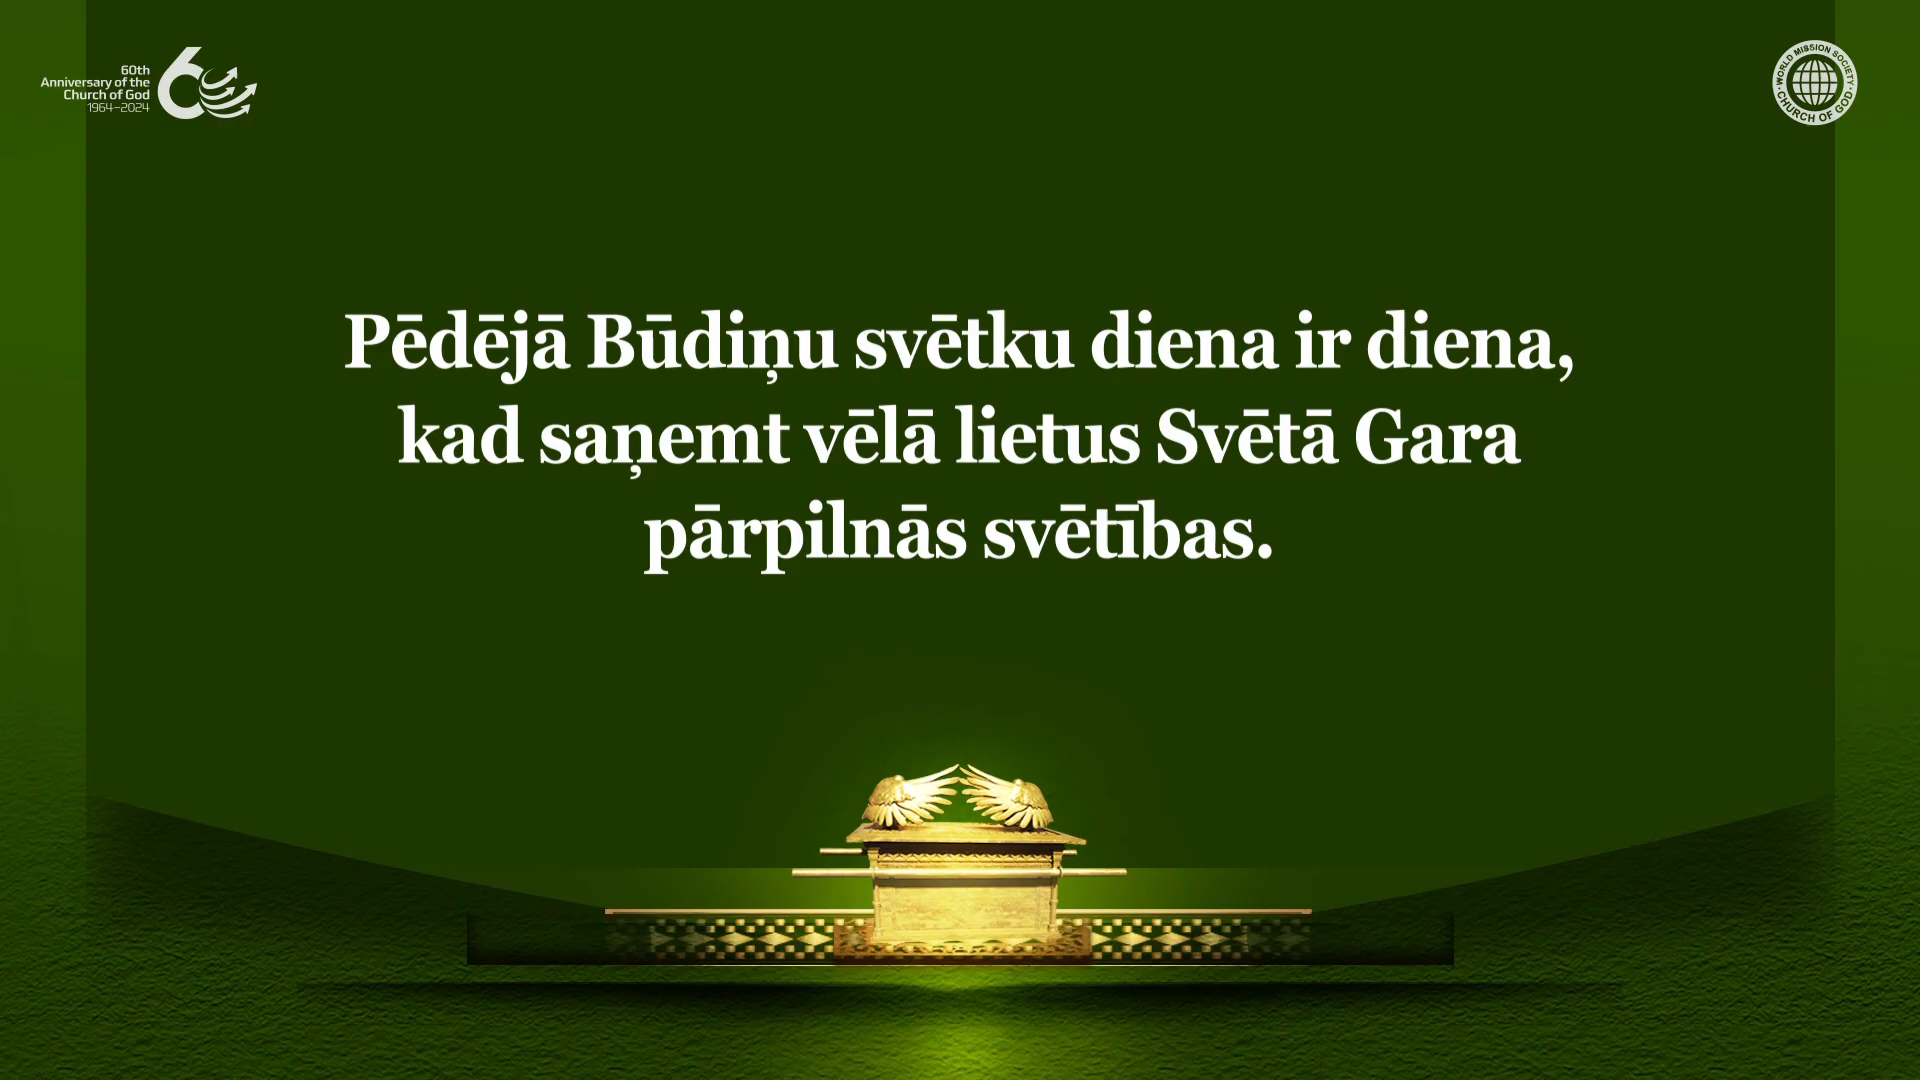 60th
Anniversary of the
Church of God
1964–2024
WORLD MISSION SOCIETY
CHURCH OF GOD
Pēdējā Būdiņu svētku diena ir diena,
kad saņemt vēlā lietus Svētā Gara
pārpilnās svētības.